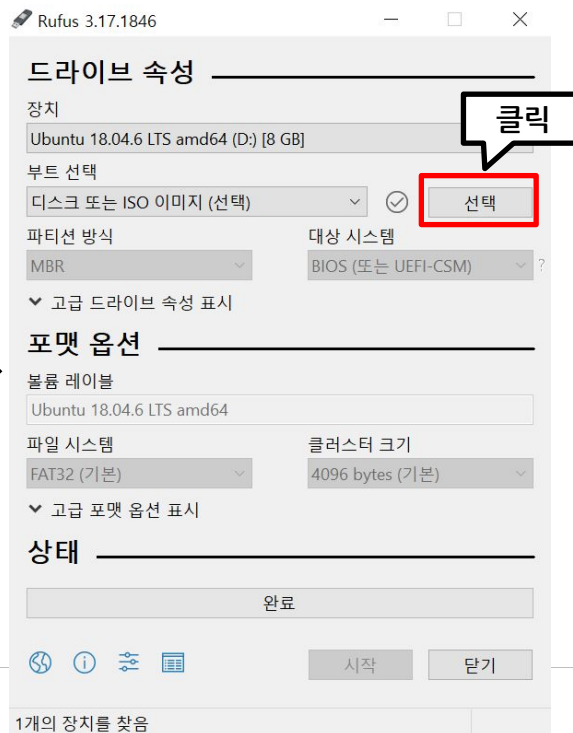 Rufus 3.17.1846
드라이브 속성
장치
클릭
Ubuntu 18.04.6 LTS amd64 (D:) [8 GB]
부트 선택
디스크 또는 ISO 이미지 (선택) 선택
파티션 방식 대상 시스템
MBR BIOS (또는 UEFI-CSM) ?
고급 드라이브 속성 표시
포맷 옵션
볼륨 레이블
Ubuntu 18.04.6 LTS amd64
파일 시스템 클러스터 크기
FAT32 (기본) 4096 bytes (기본)
고급 포맷 옵션 표시
상태
완료
시작 닫기
1개의 장치를 찾음